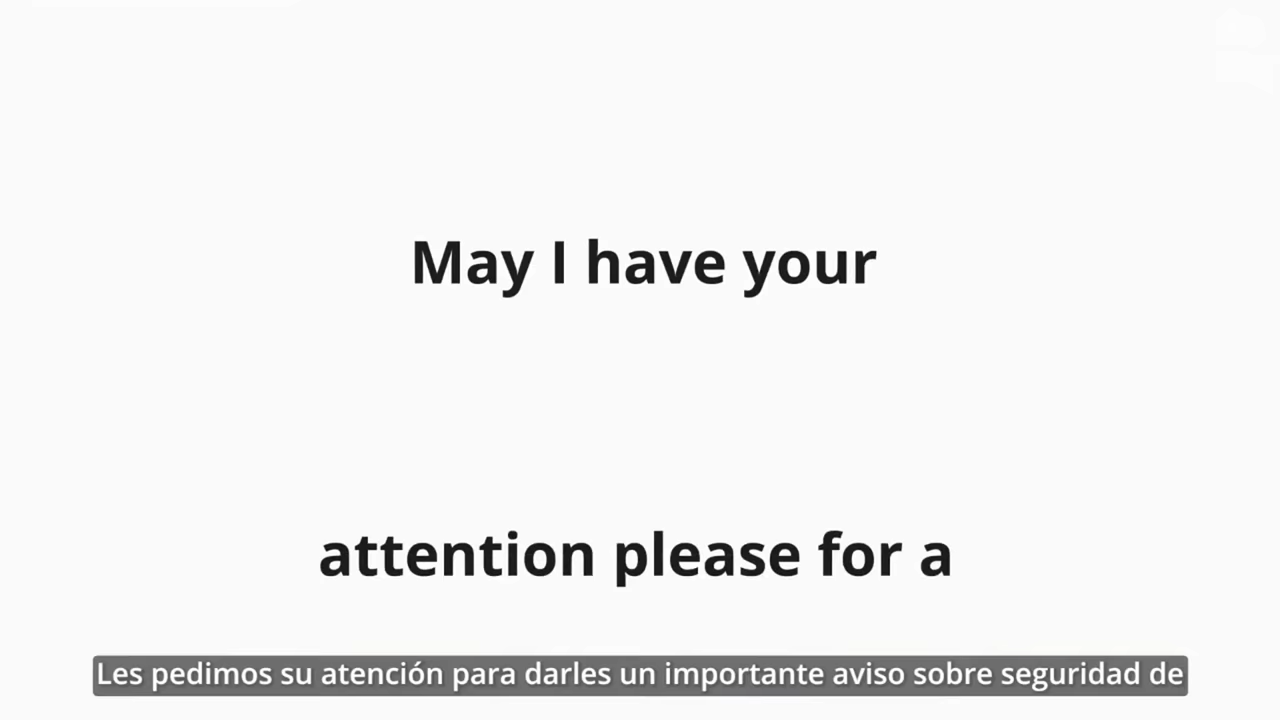 May I have your
attention please for a
Les pedimos su atención para darles un importante aviso sobre seguridad de